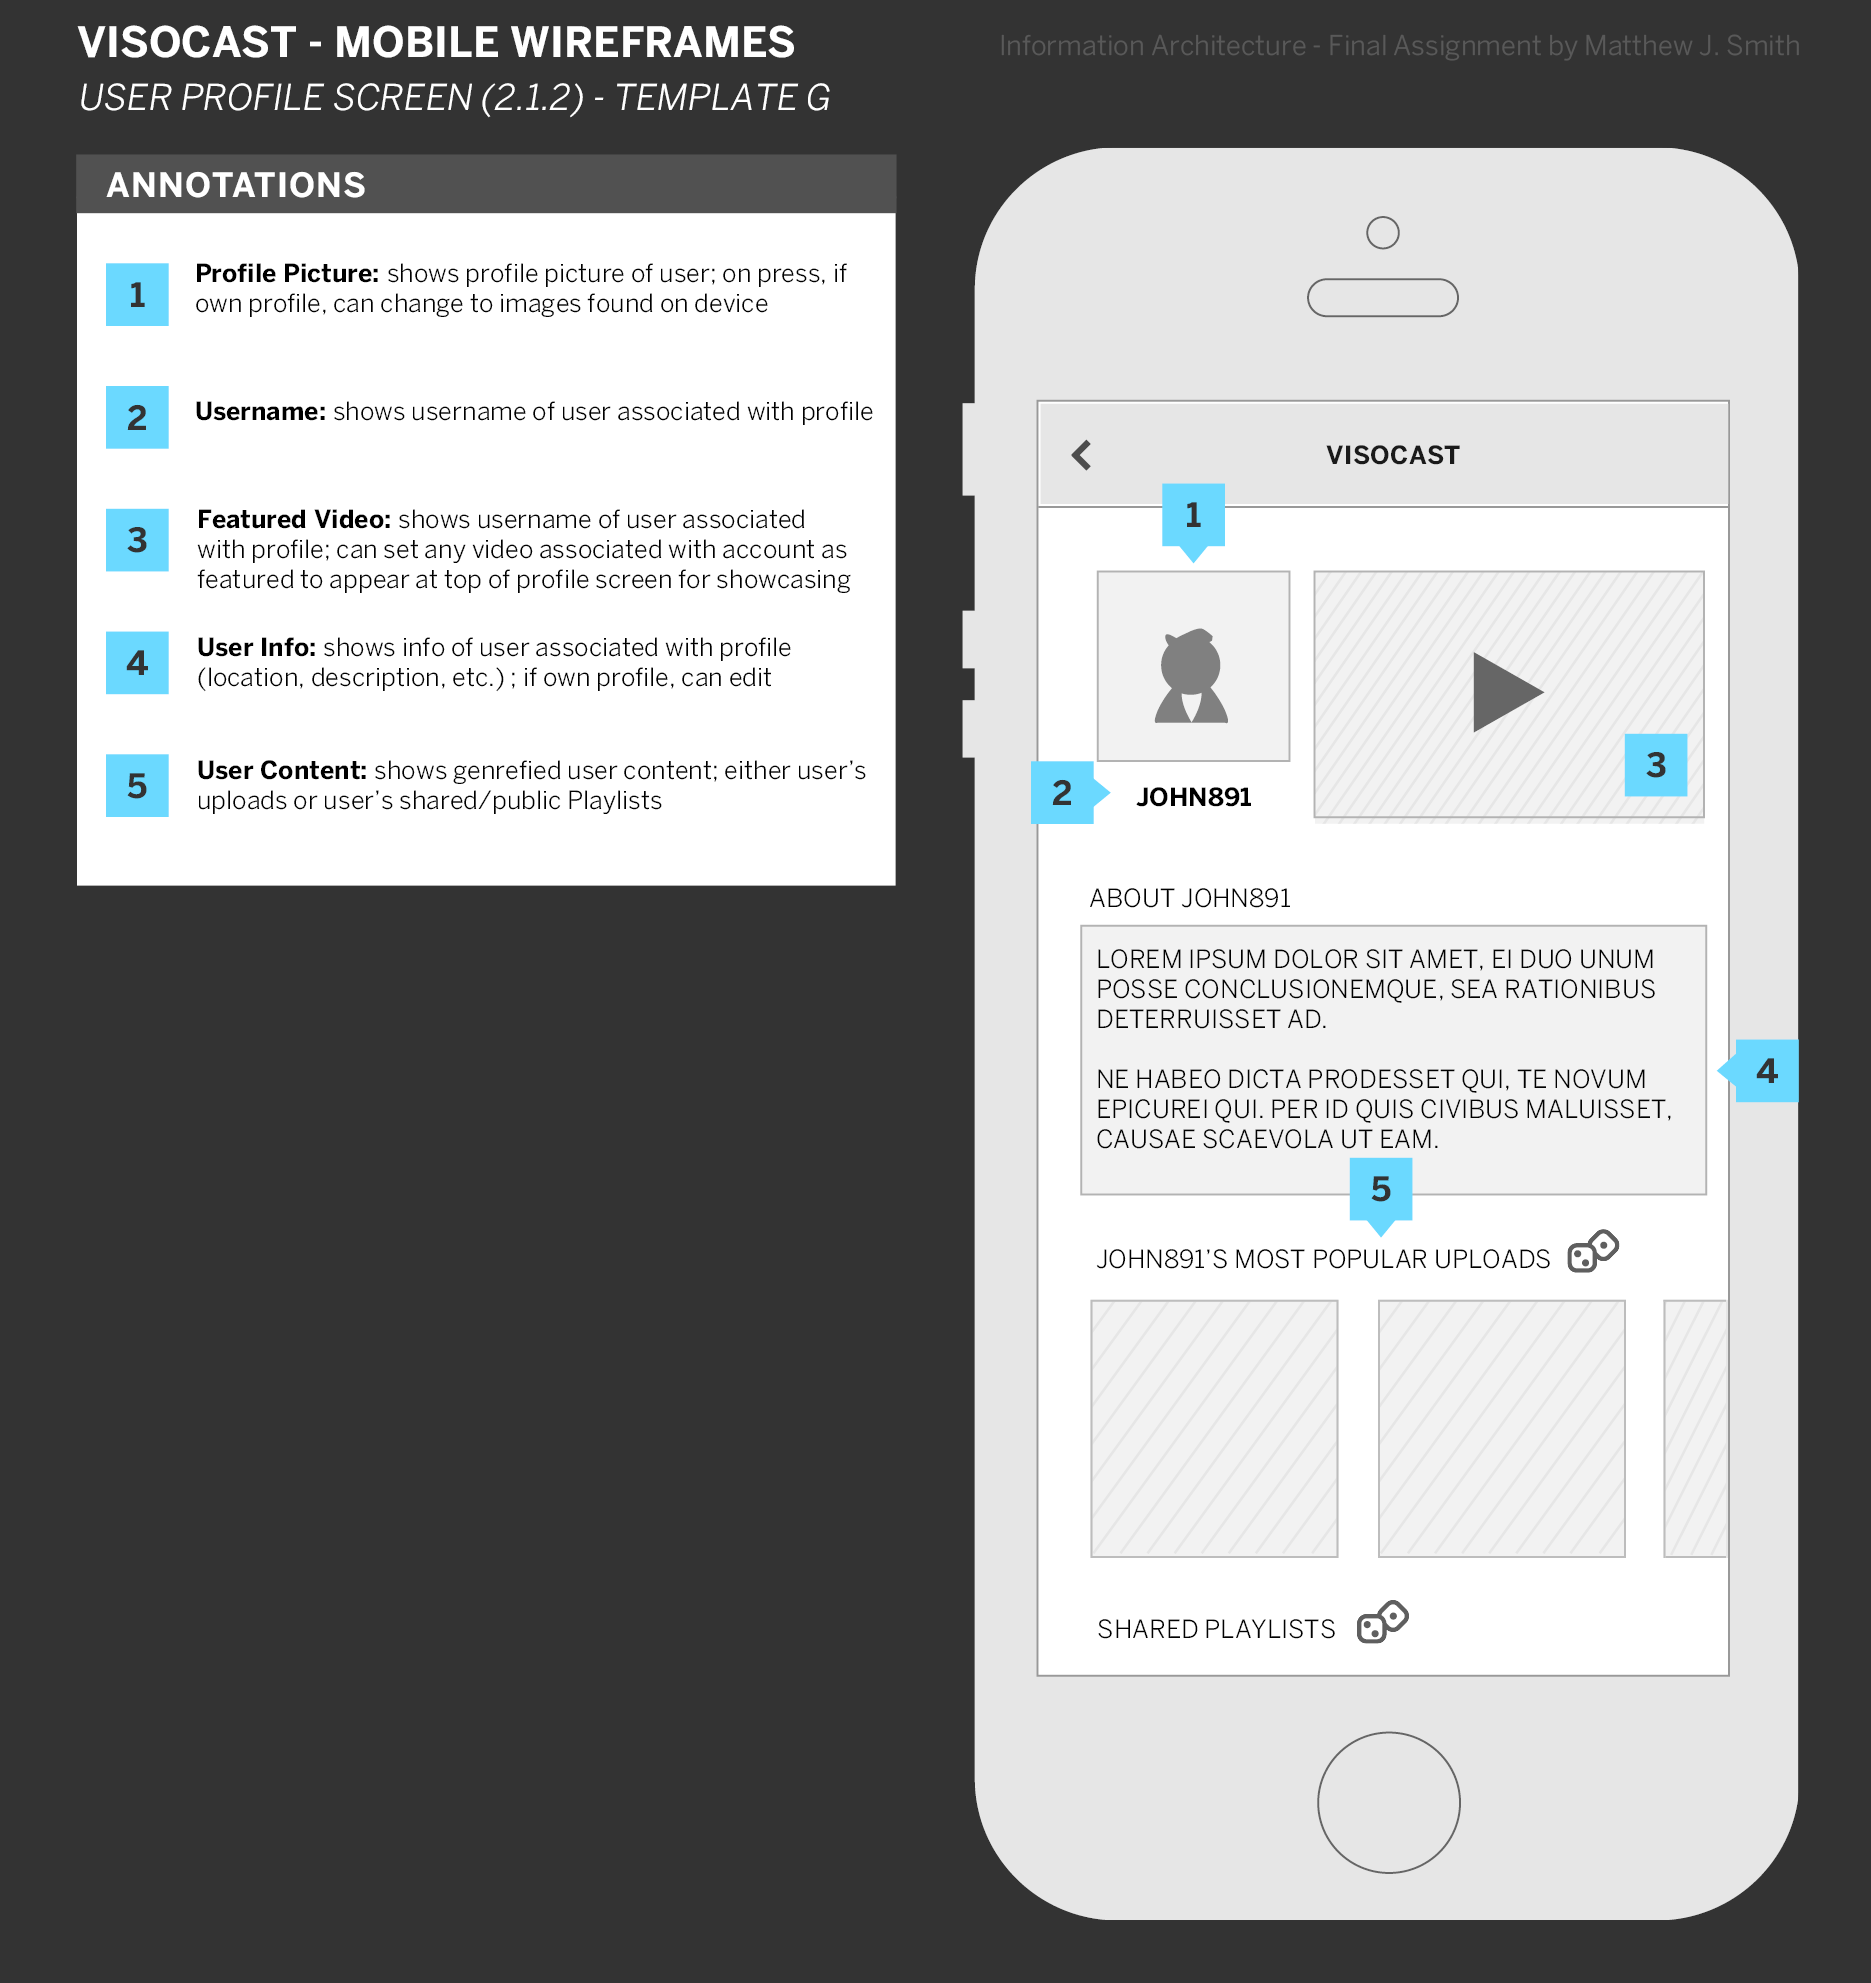 VISOCAST - MOBILE WIREFRAMES
Information Architecture - Final Assignment by Matthew J. Smith
USER PROFILE SCREEN (2.1.2) - TEMPLATE G
ANNOTATIONS
1
Profile Picture: shows profile picture of user; on press, if
own profile, can change to images found on device
2
Username: shows username of user associated with profile
3
Featured Video: shows username of user associated
with profile; can set any video associated with account as
featured to appear at top of profile screen for showcasing
4
User Info: shows info of user associated with profile
(location, description, etc.) ; if own profile, can edit
5
User Content: shows genrefied user content; either user's
uploads or user's shared/public Playlists
VISOCAST
1
3
2
JOHN891
ABOUT JOHN891
LOREM IPSUM DOLOR SIT AMET, EI DUO UNUM
POSSE CONCLUSIONEMQUE, SEA RATIONIBUS
DETERRUISSET AD.
NE HABEO DICTA PRODESSET QUI, TE NOVUM
EPICUREI QUI. PER ID QUIS CIVIBUS MALUISSET,
CAUSAE SCAEVOLA UT EAM.
4
5
JOHN891'S MOST POPULAR UPLOADS
SHARED PLAYLISTS